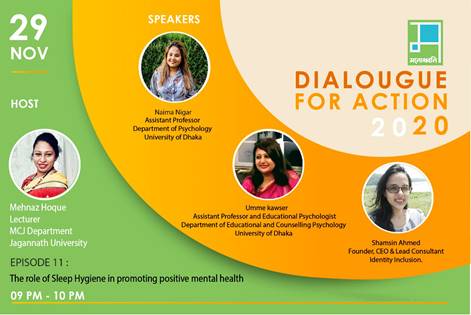 29
NOV
HOST
Mehnaz Hoque
Lecturer
MCJ Department
Jagannath University
SPEAKERS
Naima Nigar
Assistant Professor
Department of Psychology
University of Dhaka
Umme kawser
Assistant Professor and Educational Psychologist
Department of Educational and Counselling Psychology
University of Dhaka
Shamsin Ahmed
Founder, CEO & Lead Consultant
Identity Inclusion.
DIALOUGUE
FOR ACTION
2020
EPISODE 11 :
The role of Sleep Hygiene in promoting positive mental health
09 PM - 10 PM